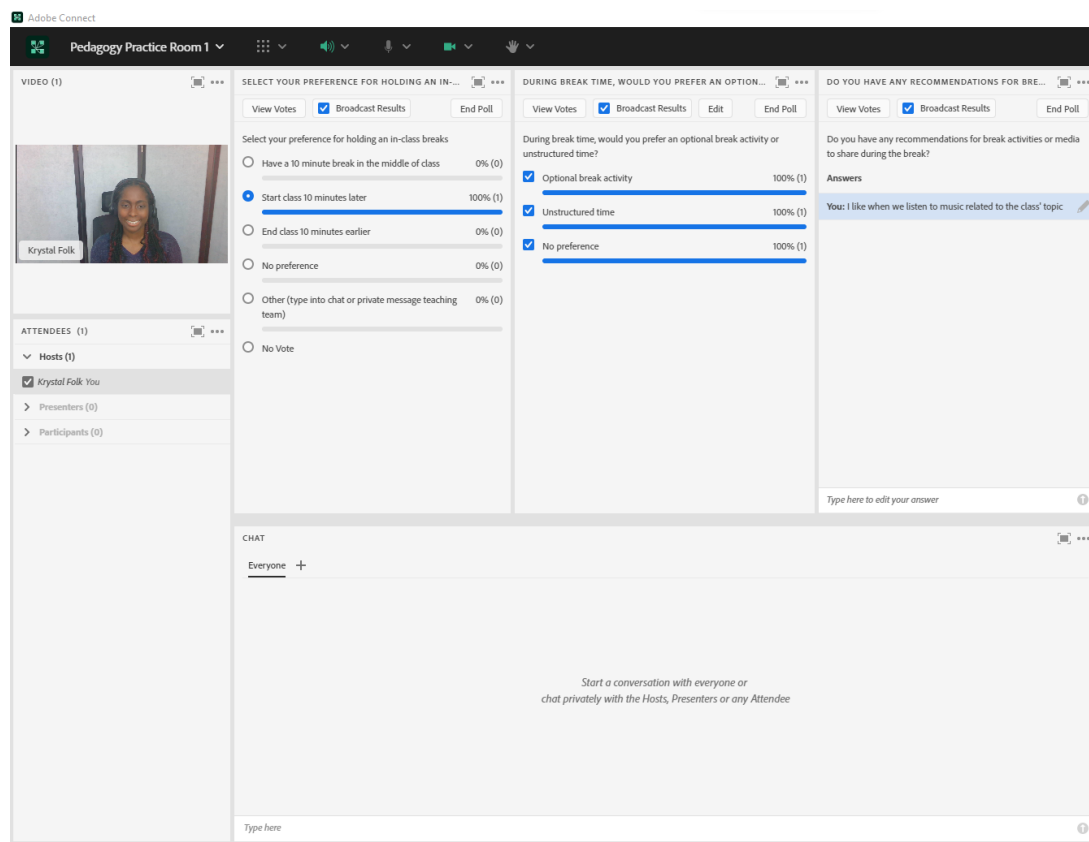 Adobe Connect
Pedagogy Practice Room 1
VIDEO (1)
Krystal Folk
ATTENDEES (1)
Hosts (1)
Krystal Folk You
Presenters (0)
Participants (0)
SELECT YOUR PREFERENCE FOR HOLDING AN IN-...
View Votes Broadcast Results End Poll
Select your preference for holding an in-class breaks
Have a 10 minute break in the middle of class 0% (0)
Start class 10 minutes later 100% (1)
End class 10 minutes earlier 0% (0)
No preference 0% (0)
Other (type into chat or private message teaching 0% (0)
team)
No Vote
DURING BREAK TIME, WOULD YOU PREFER AN OPTION...
View Votes Broadcast Results Edit End Poll
During break time, would you prefer an optional break activity or
unstructured time?
Optional break activity 100% (1)
Unstructured time 100% (1)
No preference 100% (1)
DO YOU HAVE ANY RECOMMENDATIONS FOR BRE...
View Votes Broadcast Results End Poll
Do you have any recommendations for break activities or media
to share during the break?
Answers
You: I like when we listen to music related to the class' topic
Type here to edit your answer
CHAT
Everyone
Start a conversation with everyone or
chat privately with the Hosts, Presenters or any Attendee
Type here